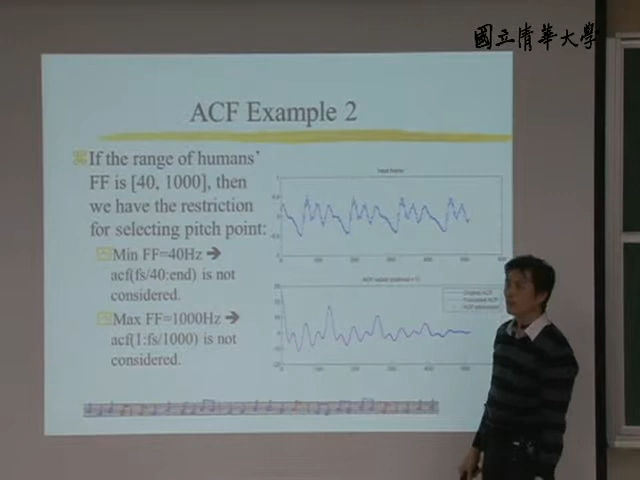 國立清華大學
ACF Example 2
If the range of humans'
FF is [40, 1000], then
we have the restriction
for selecting pitch point:
Min FF=40Hz ➔
acf(fs/40:end) is not
considered.
Max FF=1000Hz ➔
acf(1:fs/1000) is not
considered.